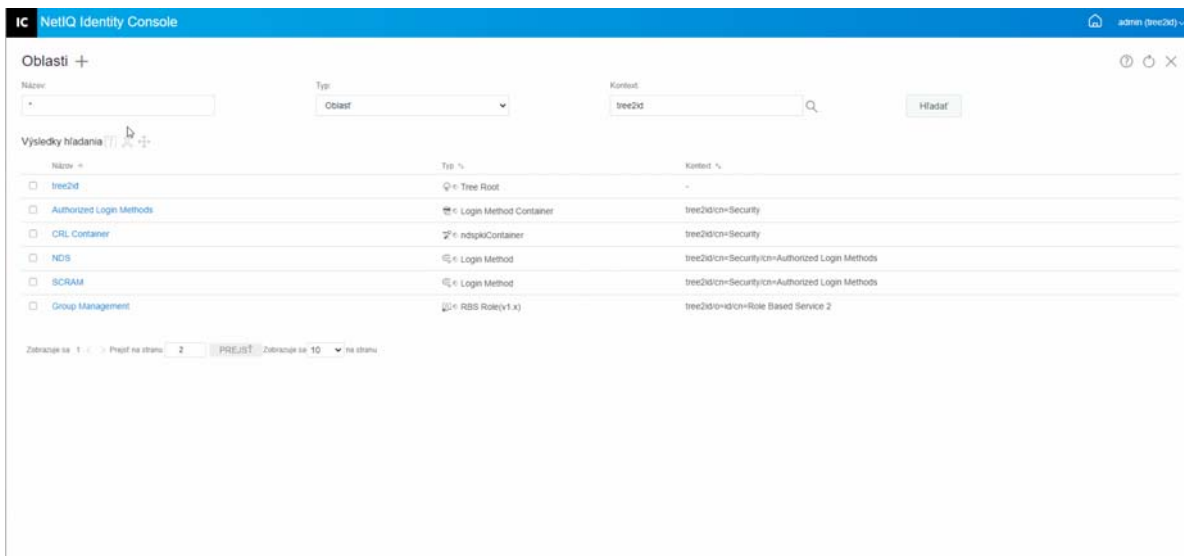 IC NetIQ Identity Console admin (tree2id)
Oblasti
Názov: Typ: Kontext:
* Oblasť tree2id Hľadať
Výsledky hľadania
Názov Typ Kontext
tree2id Tree Root -
Authorized Login Methods Login Method Container tree2id/cn=Security
CRL Container ndspkiContainer tree2id/cn=Security
NDS Login Method tree2id/cn=Security/cn=Authorized Login Methods
SCRAM Login Method tree2id/cn=Security/cn=Authorized Login Methods
Group Management RBS Role(v1.x) tree2id/o=id/cn=Role Based Service 2
Zobrazuje sa 1 < > Prejsť na stranu 2 PREJSŤ Zobrazuje sa 10 na stranu